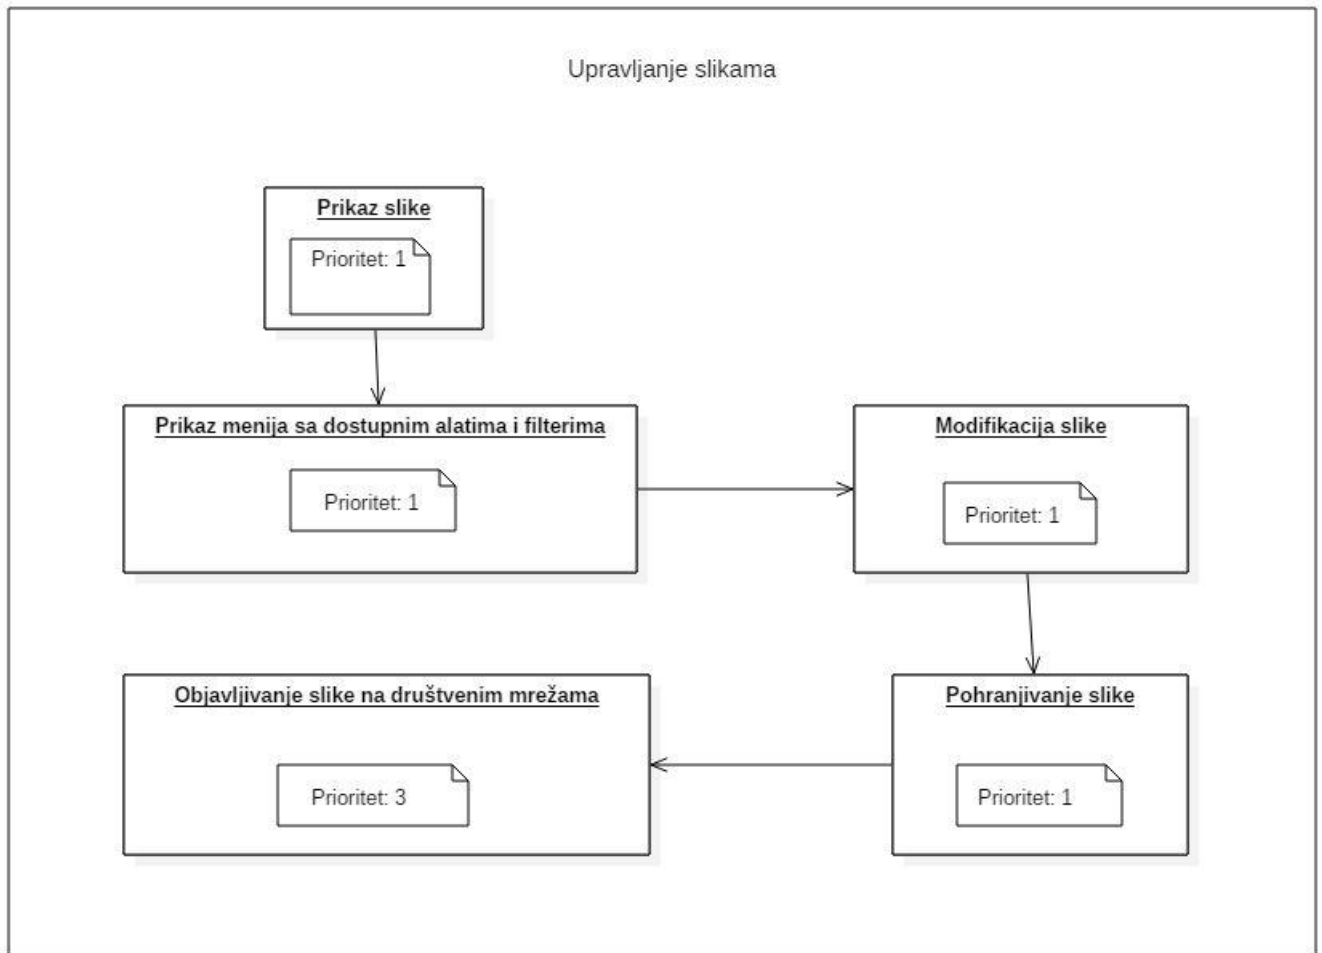 Upravljanje slikama
Prikaz slike
Prioritet: 1
Prikaz menija sa dostupnim alatima i filterima
Prioritet: 1
Modifikacija slike
Prioritet: 1
Objavljivanje slike na društvenim mrežama
Prioritet: 3
Pohranjivanje slike
Prioritet: 1